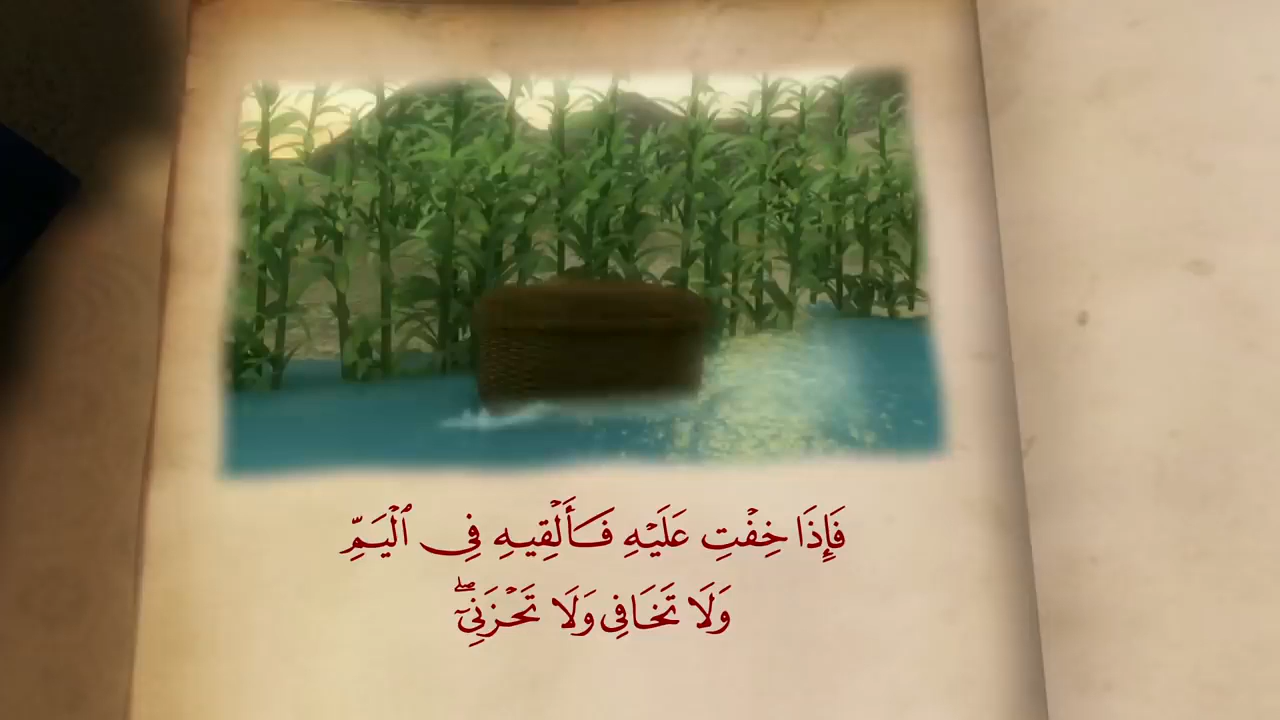 فَإِذَا خِفۡتِ عَلَيۡهِ فَأَلۡقِيهِ فِي ٱلۡيَمِّ
وَلَا تَخَافِي وَلَا تَحۡزَنِيٓۖ